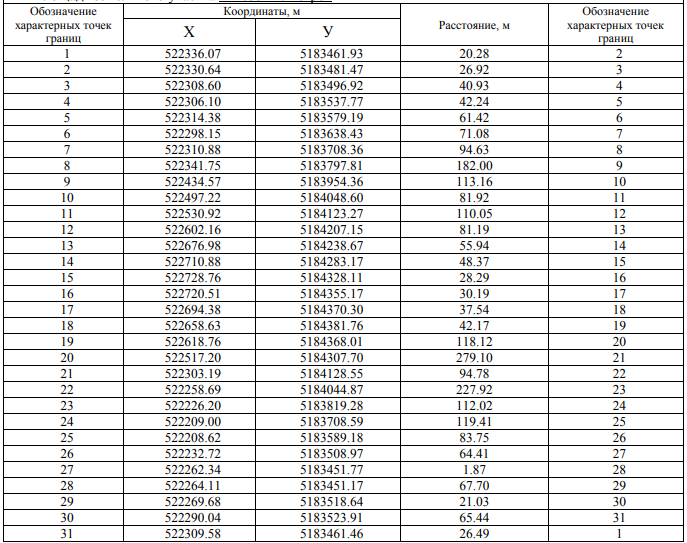 Обозначение характерных точек границ | Координаты, м | Расстояние, м | Обозначение характерных точек границ
X | У
1 | 522336.07 | 5183461.93 | 20.28 | 2
2 | 522330.64 | 5183481.47 | 26.92 | 3
3 | 522308.60 | 5183496.92 | 40.93 | 4
4 | 522306.10 | 5183537.77 | 42.24 | 5
5 | 522314.38 | 5183579.19 | 61.42 | 6
6 | 522298.15 | 5183638.43 | 71.08 | 7
7 | 522310.88 | 5183708.36 | 94.63 | 8
8 | 522341.75 | 5183797.81 | 182.00 | 9
9 | 522434.57 | 5183954.36 | 113.16 | 10
10 | 522497.22 | 5184048.60 | 81.92 | 11
11 | 522530.92 | 5184123.27 | 110.05 | 12
12 | 522602.16 | 5184207.15 | 81.19 | 13
13 | 522676.98 | 5184238.67 | 55.94 | 14
14 | 522710.88 | 5184283.17 | 48.37 | 15
15 | 522728.76 | 5184328.11 | 28.29 | 16
16 | 522720.51 | 5184355.17 | 30.19 | 17
17 | 522694.38 | 5184370.30 | 37.54 | 18
18 | 522658.63 | 5184381.76 | 42.17 | 19
19 | 522618.76 | 5184368.01 | 118.12 | 20
20 | 522517.20 | 5184307.70 | 279.10 | 21
21 | 522303.19 | 5184128.55 | 94.78 | 22
22 | 522258.69 | 5184044.87 | 227.92 | 23
23 | 522226.20 | 5183819.28 | 112.02 | 24
24 | 522209.00 | 5183708.59 | 119.41 | 25
25 | 522208.62 | 5183589.18 | 83.75 | 26
26 | 522232.72 | 5183508.97 | 64.41 | 27
27 | 522262.34 | 5183451.77 | 1.87 | 28
28 | 522264.11 | 5183451.17 | 67.70 | 29
29 | 522269.68 | 5183518.64 | 21.03 | 30
30 | 522290.04 | 5183523.91 | 65.44 | 31
31 | 522309.58 | 5183461.46 | 26.49 | 1